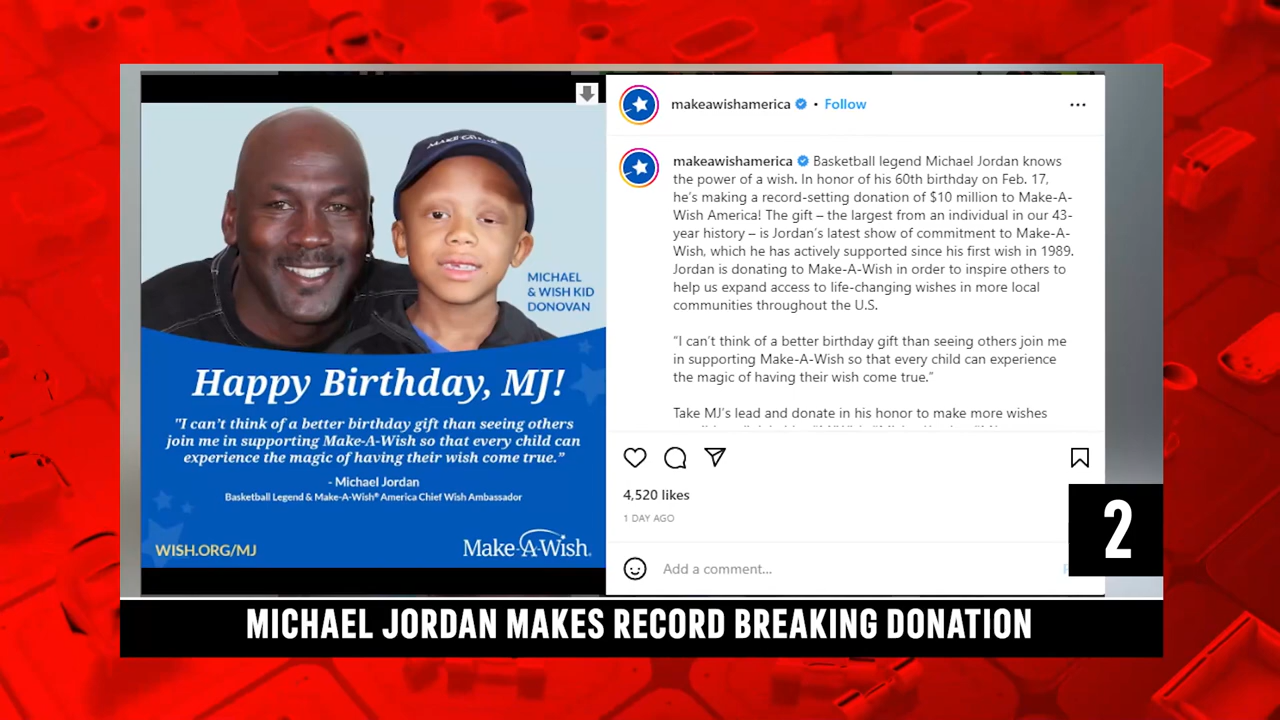 MAKE-A-WISH
MICHAEL
& WISH KID
DONOVAN
Happy Birthday, MJ!
"I can't think of a better birthday gift than seeing others
join me in supporting Make-A-Wish so that every child can
experience the magic of having their wish come true."
- Michael Jordan
Basketball Legend & Make-A-Wish® America Chief Wish Ambassador
WISH.ORG/MJ
Make-A-Wish.
makeawishamerica • Follow
makeawishamerica Basketball legend Michael Jordan knows
the power of a wish. In honor of his 60th birthday on Feb. 17,
he's making a record-setting donation of $10 million to Make-A-
Wish America! The gift – the largest from an individual in our 43-
year history – is Jordan's latest show of commitment to Make-A-
Wish, which he has actively supported since his first wish in 1989.
Jordan is donating to Make-A-Wish in order to inspire others to
help us expand access to life-changing wishes in more local
communities throughout the U.S.
"I can't think of a better birthday gift than seeing others join me
in supporting Make-A-Wish so that every child can experience
the magic of having their wish come true."
Take MJ's lead and donate in his honor to make more wishes
4,520 likes
1 DAY AGO
Add a comment...
2
MICHAEL JORDAN MAKES RECORD BREAKING DONATION